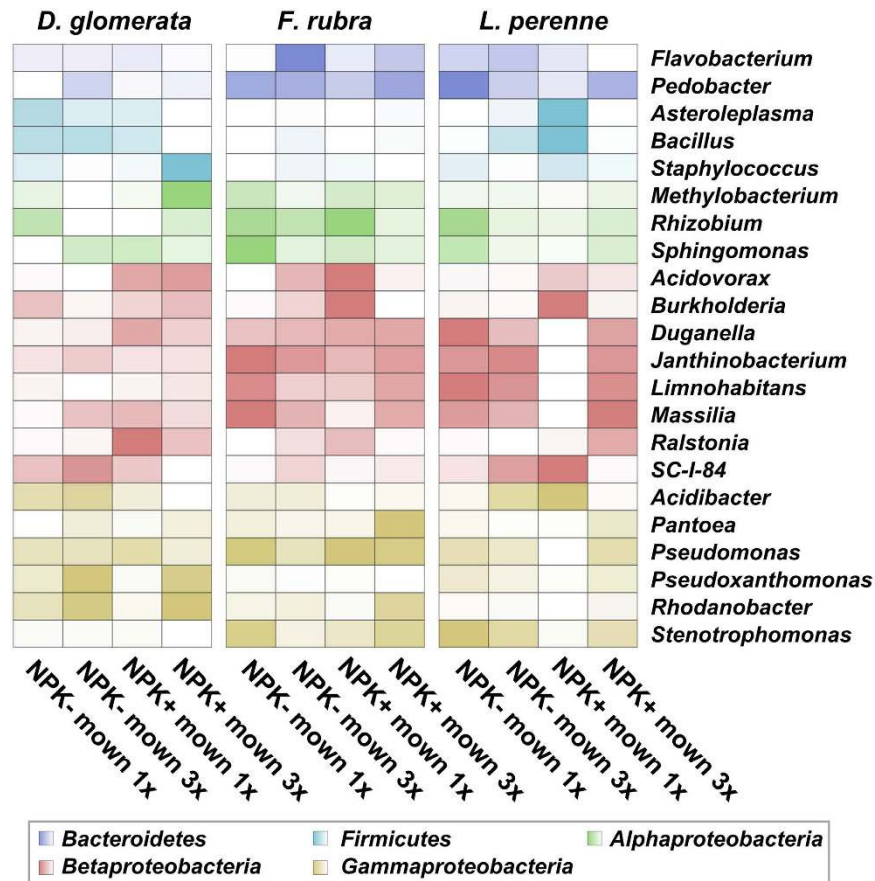 D. glomerata F. rubra L. perenne
Flavobacterium
Pedobacter
Asteroleplasma
Bacillus
Staphylococcus
Methylobacterium
Rhizobium
Sphingomonas
Acidovorax
Burkholderia
Duganella
Janthinobacterium
Limnohabitans
Massilia
Ralstonia
SC-I-84
Acidibacter
Pantoea
Pseudomonas
Pseudoxanthomonas
Rhodanobacter
Stenotrophomonas
NPK- mown 1x
NPK- mown 3x
NPK+ mown 1x
NPK+ mown 3x
NPK- mown 1x
NPK- mown 3x
NPK+ mown 1x
NPK+ mown 3x
NPK- mown 1x
NPK- mown 3x
NPK+ mown 1x
NPK+ mown 3x
Bacteroidetes Firmicutes Alphaproteobacteria
Betaproteobacteria Gammaproteobacteria